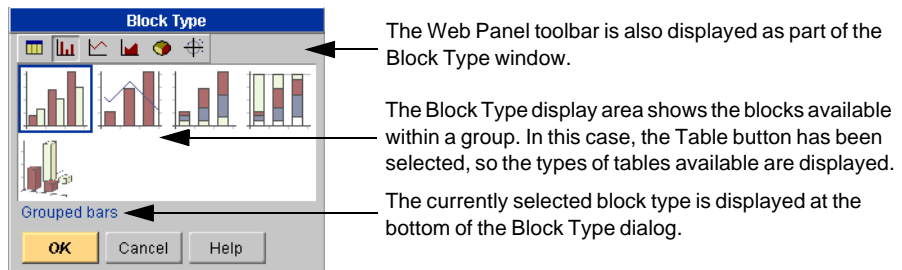 Block Type
The Web Panel toolbar is also displayed as part of the
Block Type window.
The Block Type display area shows the blocks available
within a group. In this case, the Table button has been
selected, so the types of tables available are displayed.
Grouped bars
The currently selected block type is displayed at the
bottom of the Block Type dialog.
OK Cancel Help